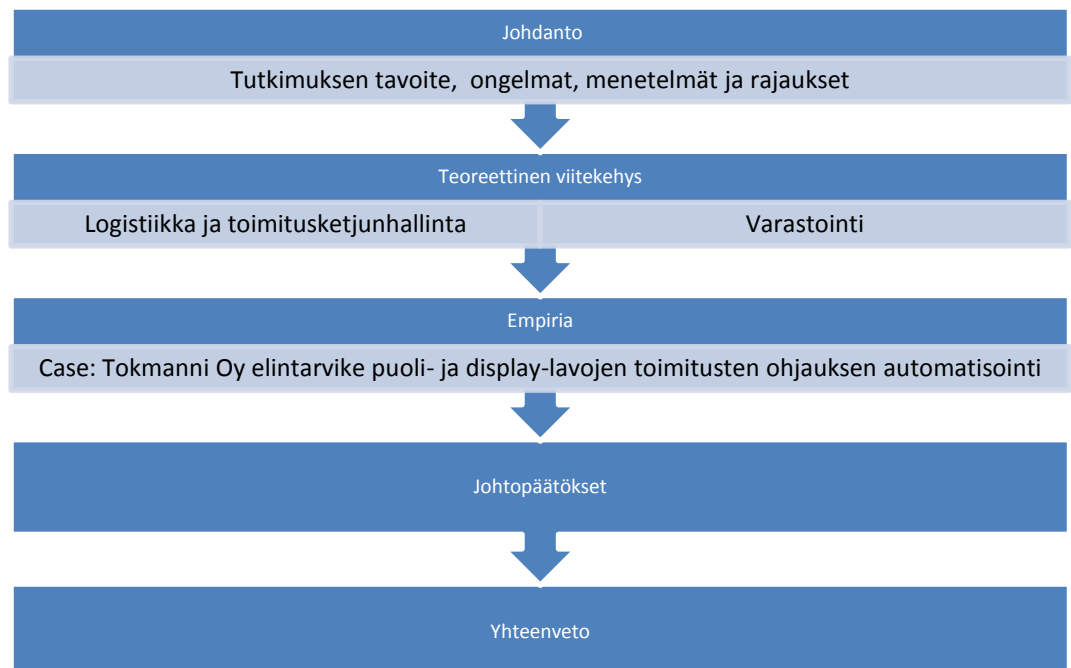 Johdanto
Tutkimuksen tavoite, ongelmat, menetelmät ja rajaukset
Teoreettinen viitekehys
Logistiikka ja toimitusketjunhallinta
Varastointi
Empiria
Case: Tokmanni Oy elintarvike puoli- ja display-lavojen toimitusten ohjauksen automatisointi
Johtopäätökset
Yhteenveto